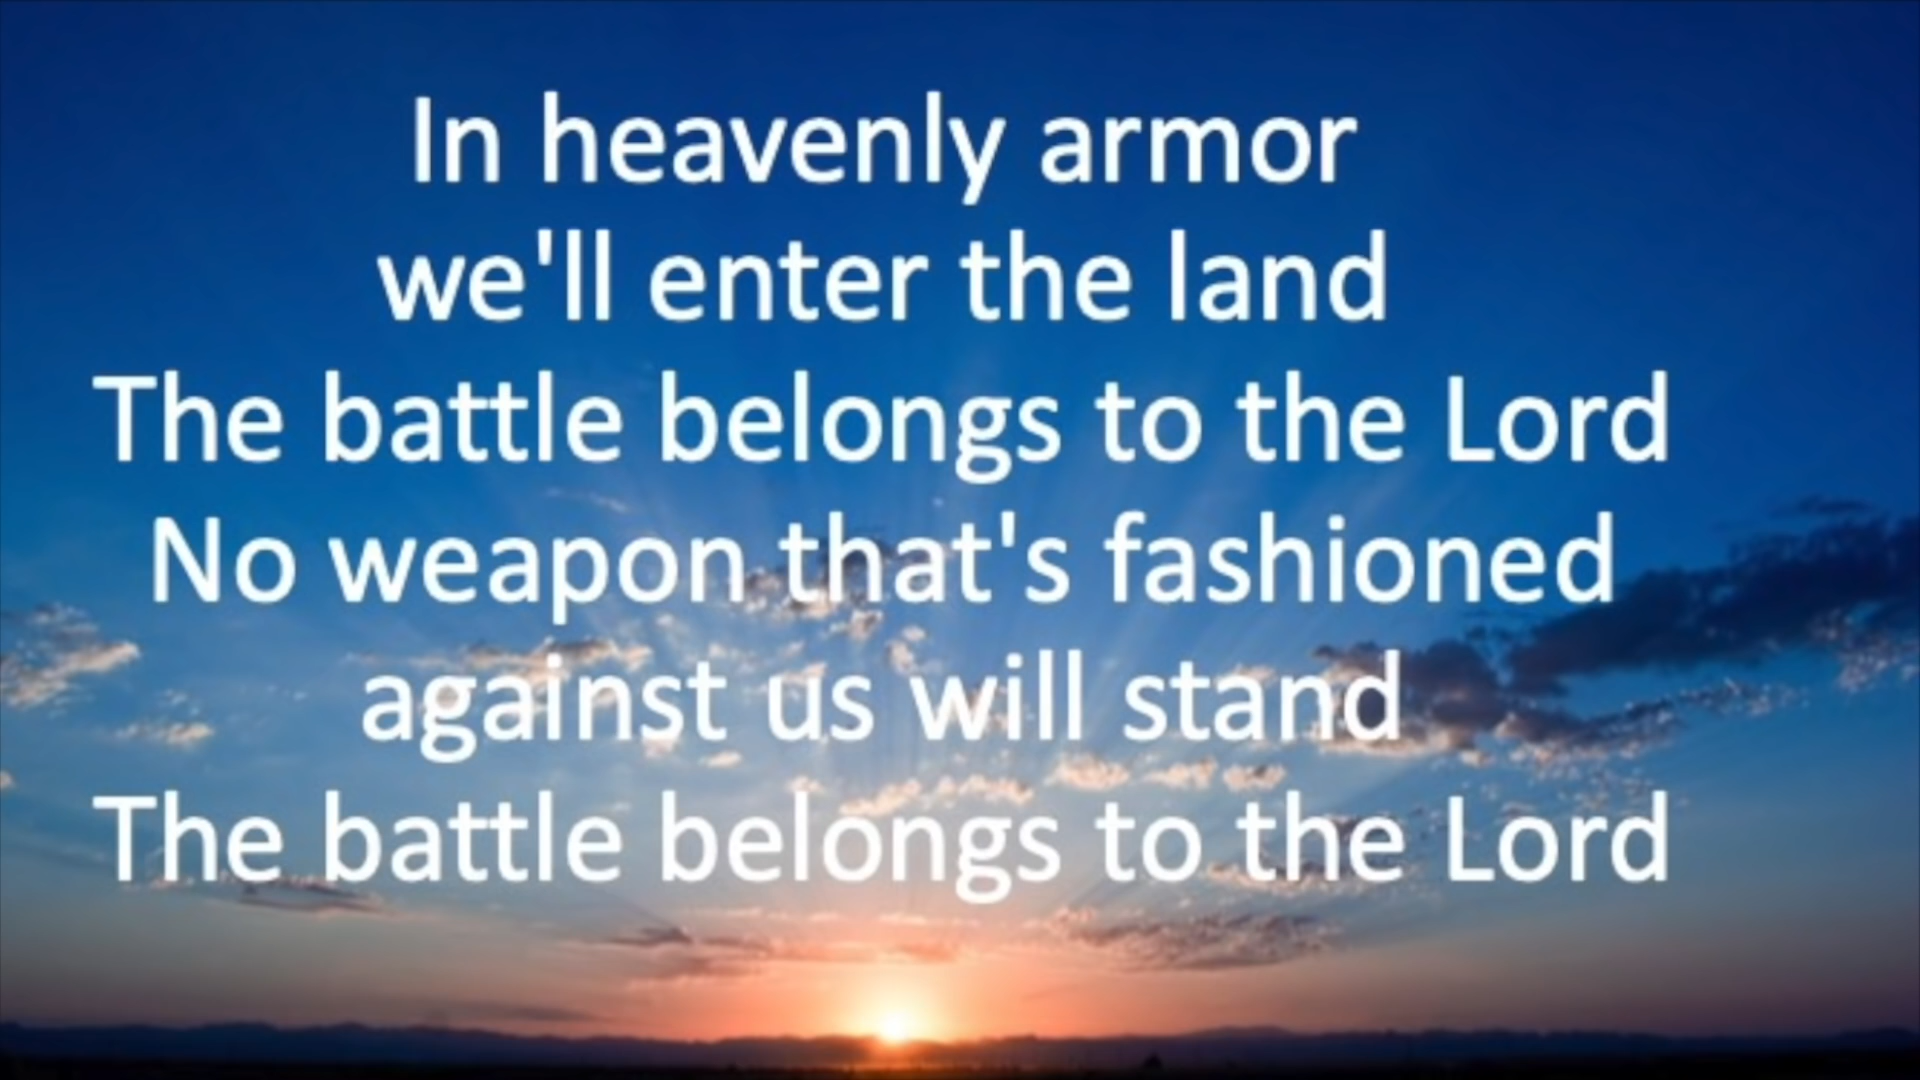 In heavenly armor
we'll enter the land
The battle belongs to the Lord
No weapon that's fashioned
against us will stand
The battle belongs to the Lord